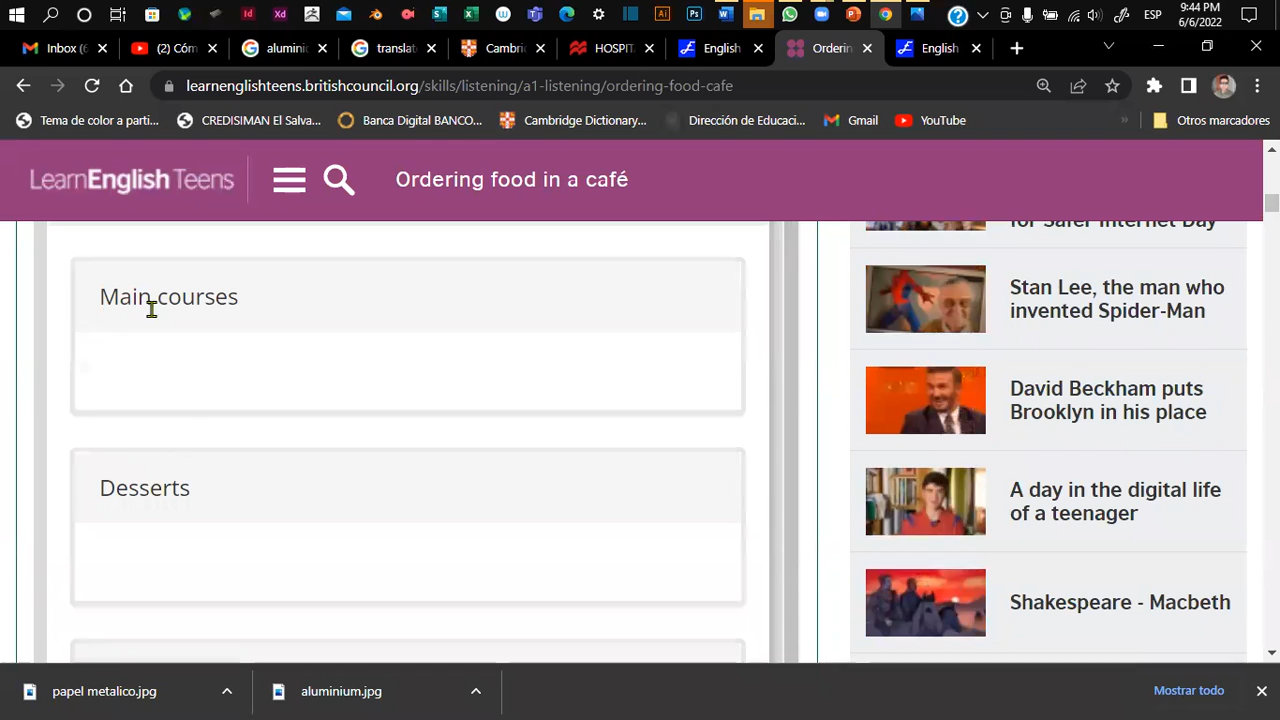 9:44 PM
ESP
6/6/2022
Inbox (6
(2) Cóm
aluminio
translat
Cambri
HOSPIT
English
Orderin
English
learnenglishteens.britishcouncil.org/skills/listening/a1-listening/ordering-food-cafe
Tema de color a parti...
CREDISIMAN El Salva...
Banca Digital BANCO...
Cambridge Dictionary...
Dirección de Educaci...
Gmail
YouTube
»
Otros marcadores
LearnEnglish Teens
Ordering food in a café
for Safer Internet Day
Main courses
Stan Lee, the man who
invented Spider-Man
David Beckham puts
Brooklyn in his place
Desserts
A day in the digital life
of a teenager
Shakespeare - Macbeth
papel metalico.jpg
aluminium.jpg
Mostrar todo